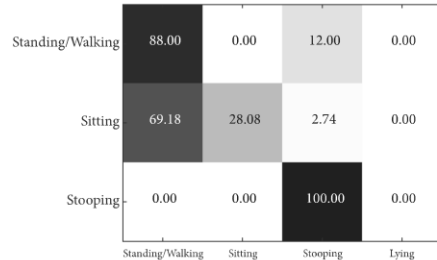 Standing/Walking 88.00 0.00 12.00 0.00
Sitting 69.18 28.08 2.74 0.00
Stooping 0.00 0.00 100.00 0.00
Standing/Walking Sitting Stooping Lying